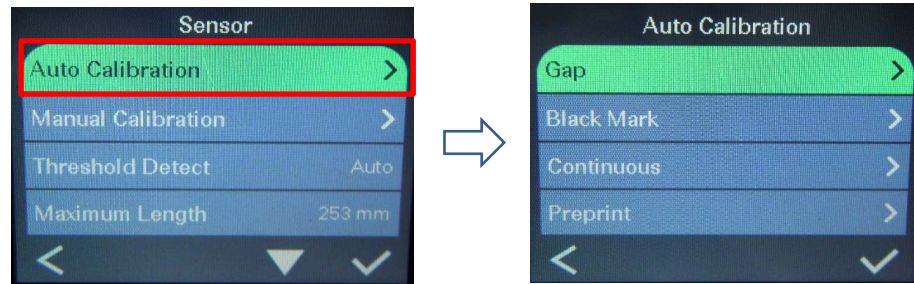 Sensor
Auto Calibration
Manual Calibration
Threshold Detect Auto
Maximum Length 253 mm
Auto Calibration
Gap
Black Mark
Continuous
Preprint